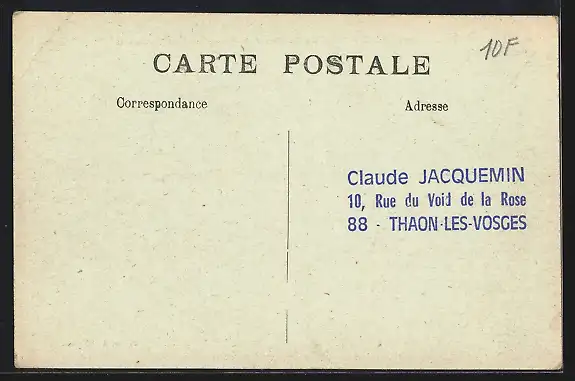 10F
CARTE POSTALE
Correspondance
Adresse
Claude JACQUEMIN
10, Rue du Void de la Rose
88 - THAON-LES-VOSGES